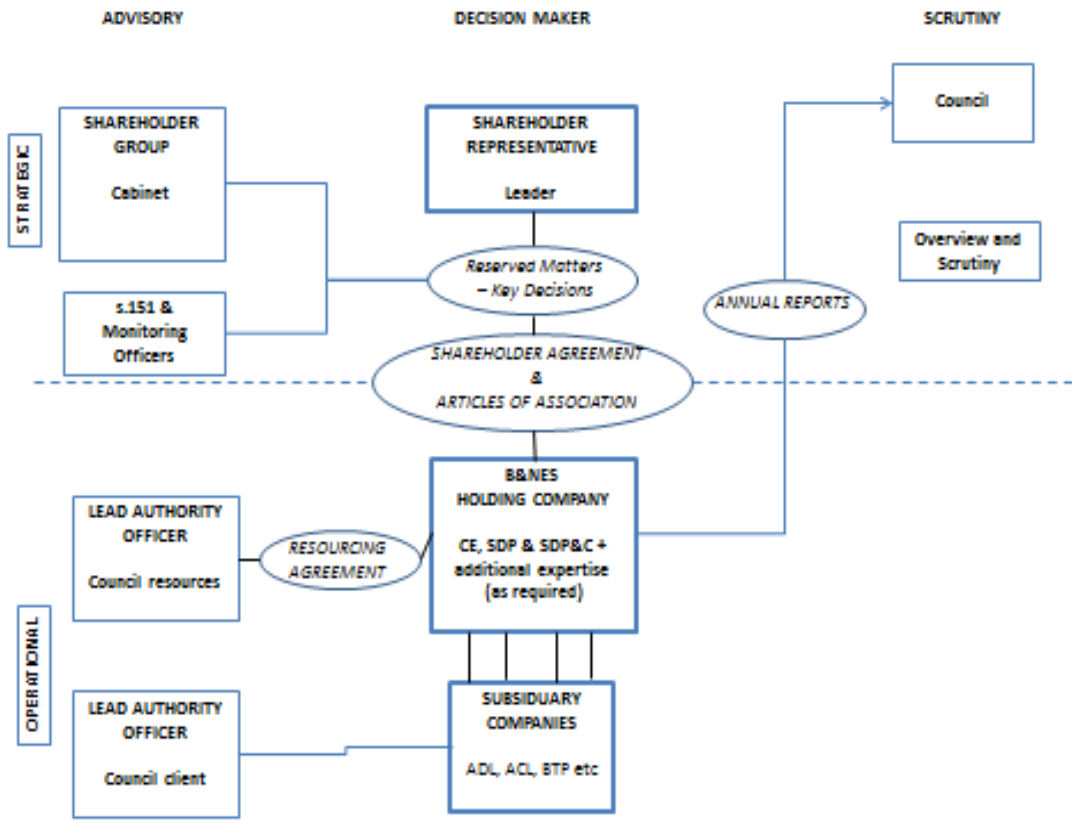 ADVISORY
DECISION MAKER
SCRUTINY
STRATEGIC
SHAREHOLDER
GROUP
Cabinet
SHAREHOLDER
REPRESENTATIVE
Leader
Council
s.151 &
Monitoring
Officers
Reserved Matters
– Key Decisions
Overview and
Scrutiny
ANNUAL REPORTS
SHAREHOLDER AGREEMENT
&
ARTICLES OF ASSOCIATION
OPERATIONAL
LEAD AUTHORITY
OFFICER
Council resources
RESOURCING
AGREEMENT
B&NES
HOLDING COMPANY
CE, SDP & SDP&C +
additional expertise
(as required)
LEAD AUTHORITY
OFFICER
Council client
SUBSIDUARY
COMPANIES
ADL, ACL, BTP etc